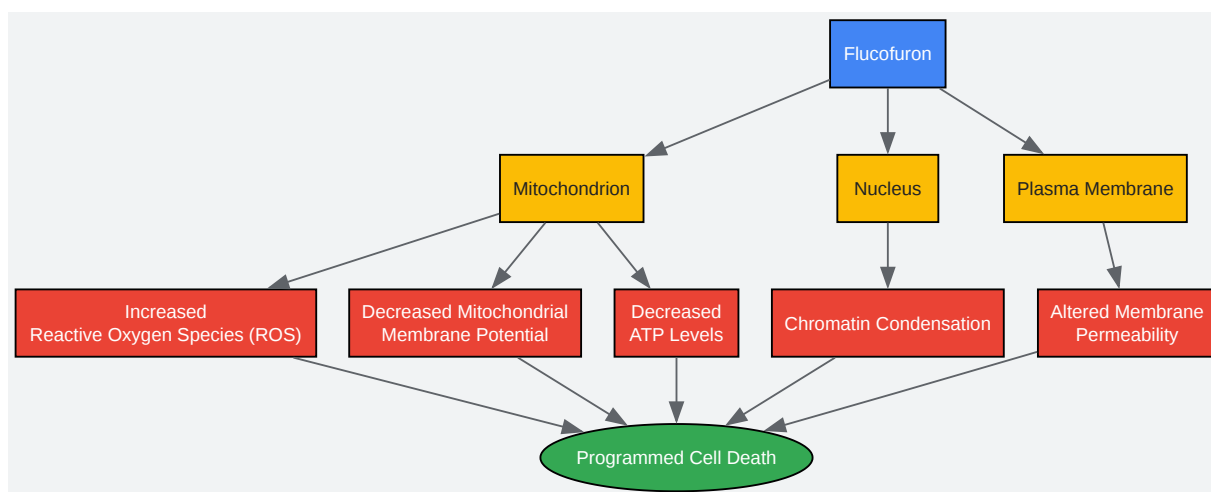 Flucofuron
Mitochondrion
Nucleus
Plasma Membrane
Increased
Reactive Oxygen Species (ROS)
Decreased Mitochondrial
Membrane Potential
Decreased
ATP Levels
Chromatin Condensation
Altered Membrane
Permeability
Programmed Cell Death